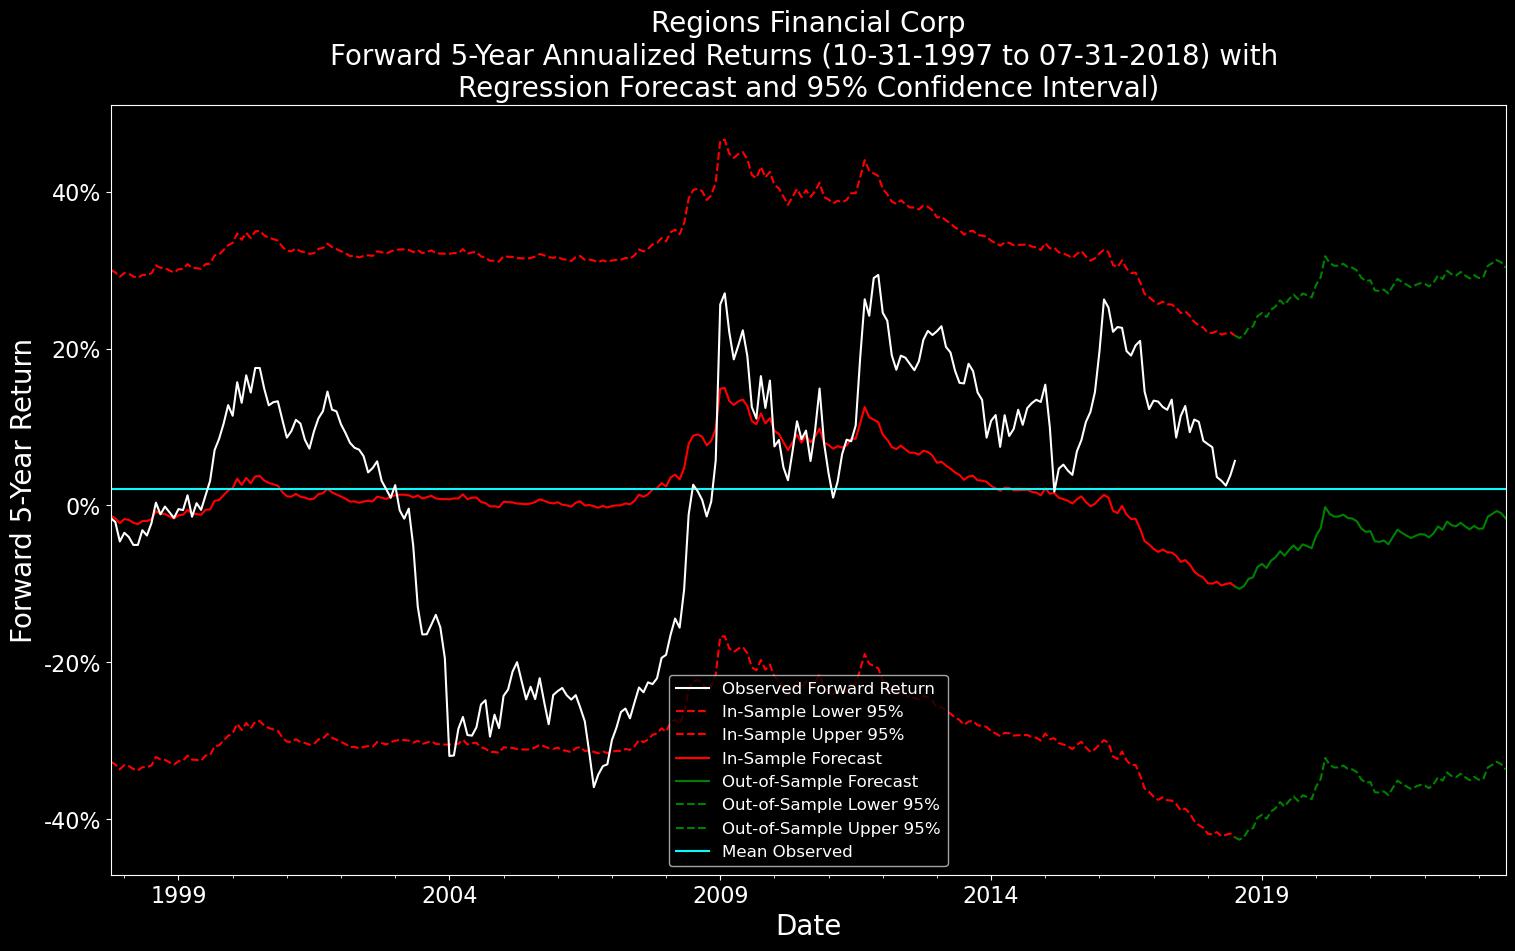 Regions Financial Corp
Forward 5-Year Annualized Returns (10-31-1997 to 07-31-2018) with
Regression Forecast and 95% Confidence Interval)
Forward 5-Year Return
40%
20%
0%
-20%
-40%
Observed Forward Return
In-Sample Lower 95%
In-Sample Upper 95%
In-Sample Forecast
Out-of-Sample Forecast
Out-of-Sample Lower 95%
Out-of-Sample Upper 95%
Mean Observed
1999 2004 2009 2014 2019
Date